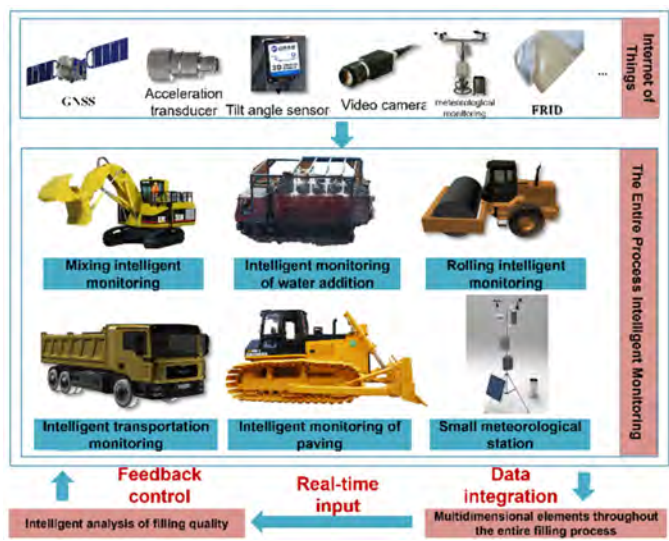 GNSS
Acceleration
transducer
Tilt angle sensor
Video camera
meteorological
monitoring
FRID
...
Internet of
Things
Mixing intelligent
monitoring
Intelligent monitoring
of water addition
Rolling intelligent
monitoring
Intelligent transportation
monitoring
Intelligent monitoring of
paving
Small meteorological
station
The Entire Process Intelligent Monitoring
Feedback
control
Real-time
input
Data
integration
Intelligent analysis of filling quality
Multidimensional elements throughout
the entire filling process